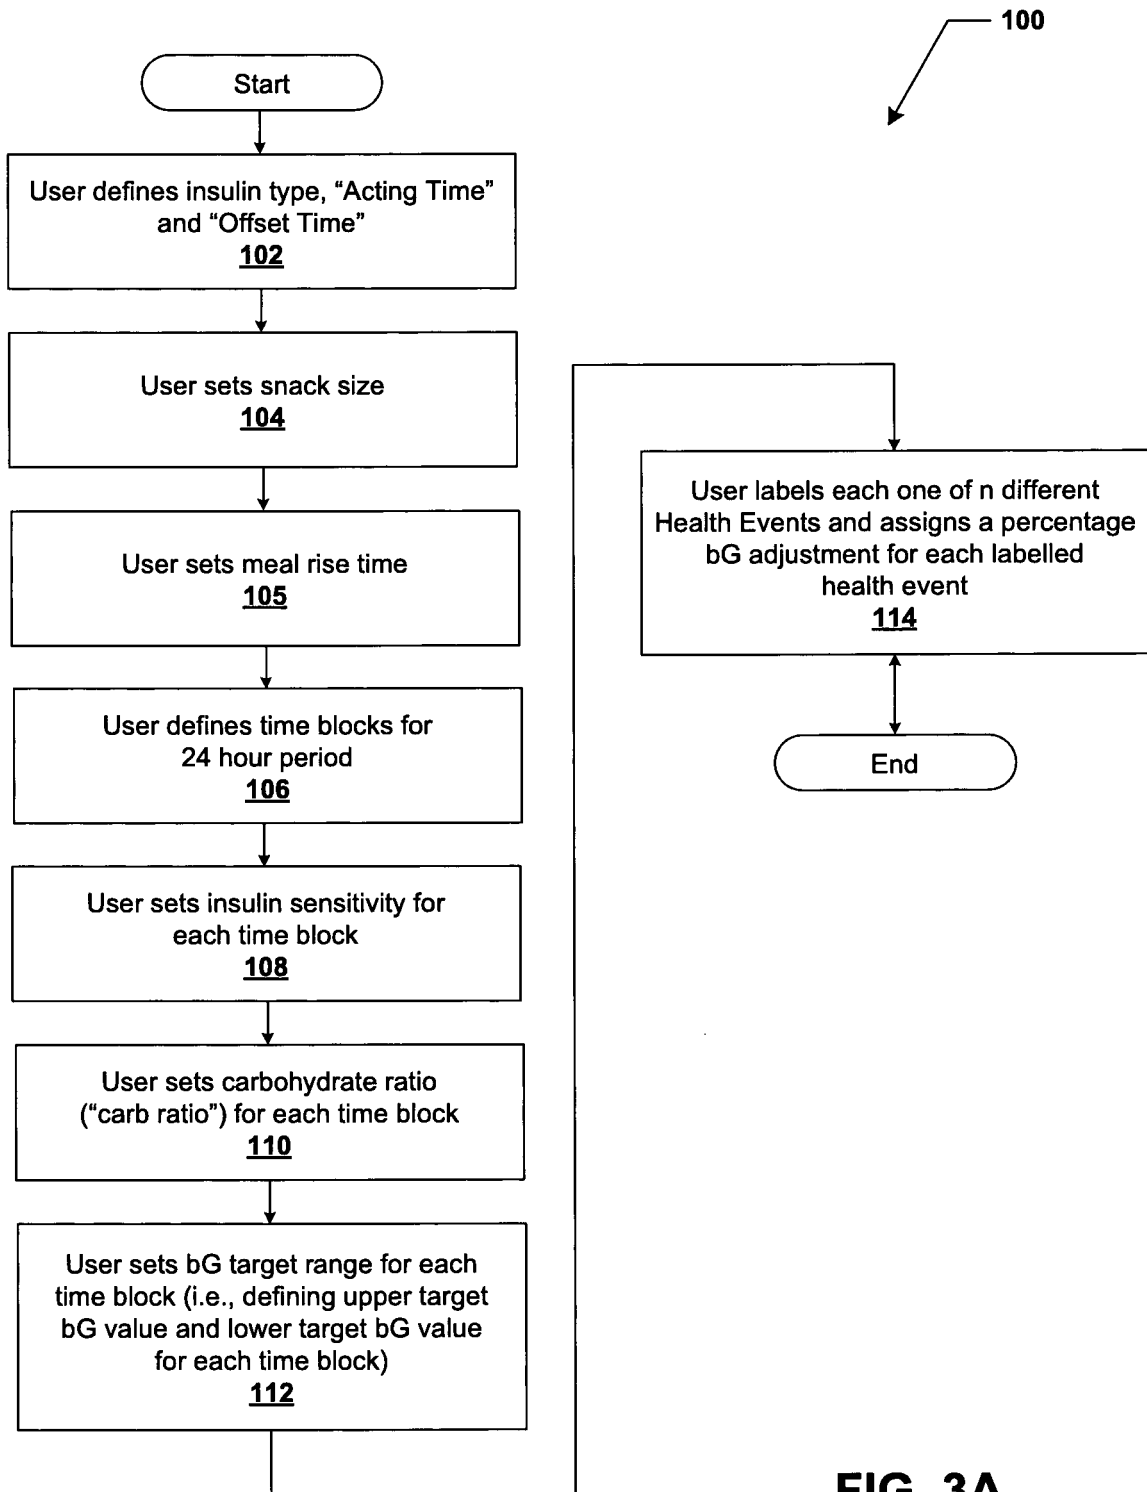 100
Start
User defines insulin type, “Acting Time”
and “Offset Time”
102
User sets snack size
104
User sets meal rise time
105
User defines time blocks for
24 hour period
106
User sets insulin sensitivity for
each time block
108
User sets carbohydrate ratio
(“carb ratio”) for each time block
110
User sets bG target range for each
time block (i.e., defining upper target
bG value and lower target bG value
for each time block)
112
User labels each one of n different
Health Events and assigns a percentage
bG adjustment for each labelled
health event
114
End
FIG. 3A